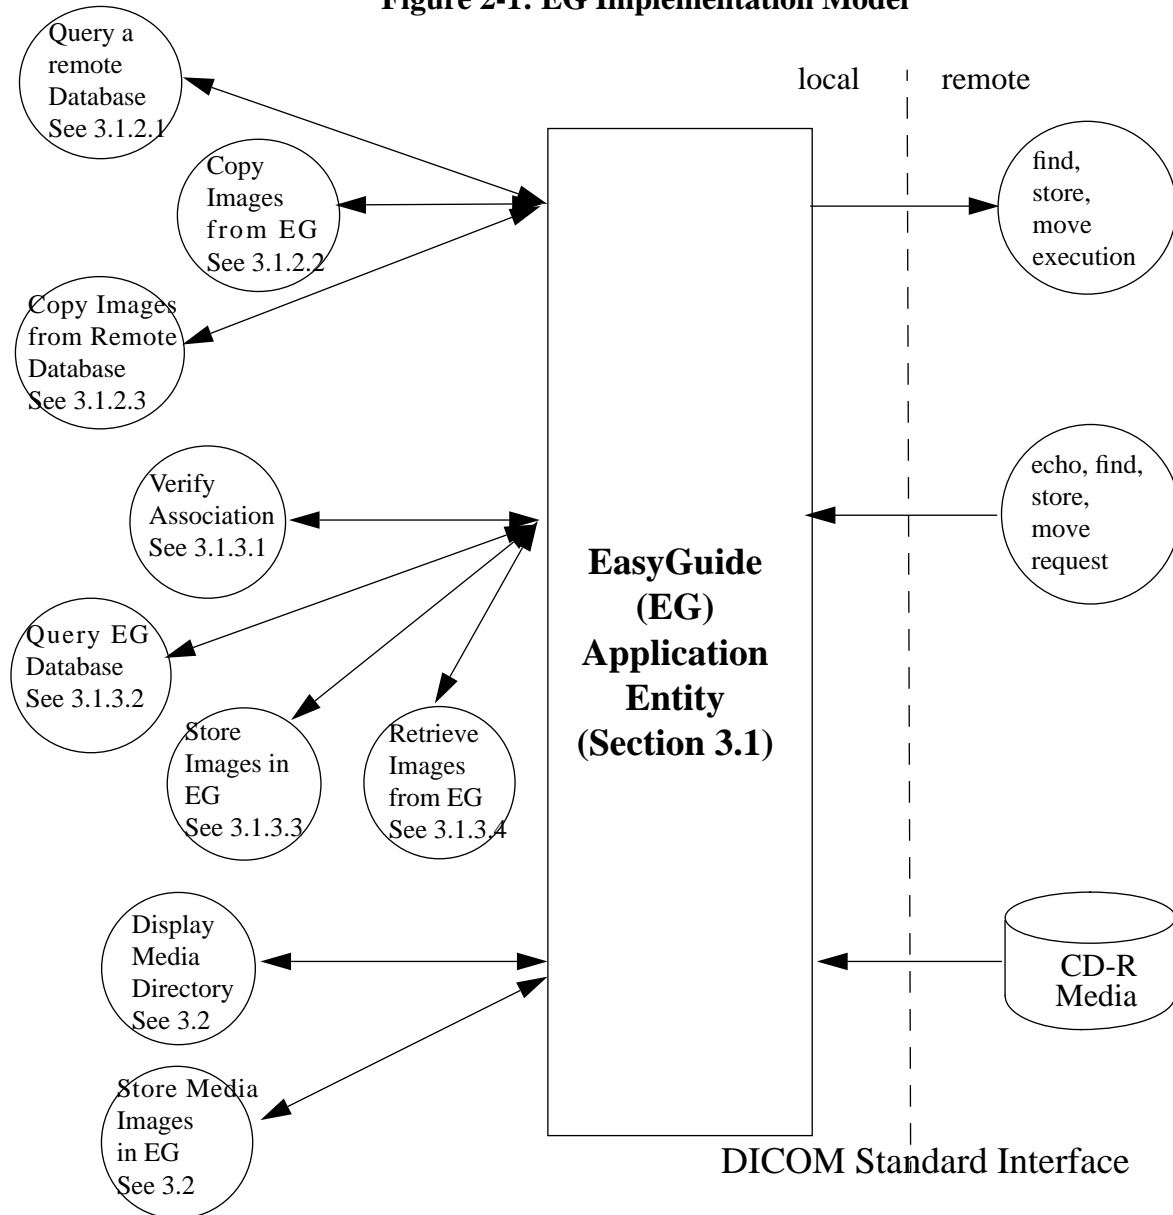 Figure 2-1: EG Implementation Model
Query a
remote
Database
See 3.1.2.1
local
remote
Copy
Images
from EG
See 3.1.2.2
find,
store,
move
execution
Copy Images
from Remote
Database
See 3.1.2.3
Verify
Association
See 3.1.3.1
echo, find,
store,
move
request
EasyGuide
(EG)
Application
Entity
(Section 3.1)
Query EG
Database
See 3.1.3.2
Store
Images in
EG
See 3.1.3.3
Retrieve
Images
from EG
See 3.1.3.4
Display
Media
Directory
See 3.2
CD-R
Media
Store Media
Images
in EG
See 3.2
DICOM Standard Interface